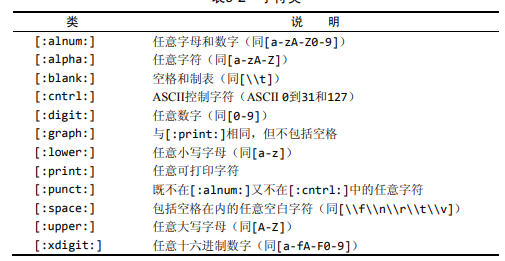 类 说 明
[:alnum:] 任意字母和数字（同[a-zA-Z0-9]）
[:alpha:] 任意字符（同[a-zA-Z]）
[:blank:] 空格和制表（同[\\t]）
[:cntrl:] ASCII控制字符（ASCII 0到31和127）
[:digit:] 任意数字（同[0-9]）
[:graph:] 与[:print:]相同，但不包括空格
[:lower:] 任意小写字母（同[a-z]）
[:print:] 任意可打印字符
[:punct:] 既不在[:alnum:]又不在[:cntrl:]中的任意字符
[:space:] 包括空格在内的任意空白字符（同[\\f\\n\\r\\t\\v]）
[:upper:] 任意大写字母（同[A-Z]）
[:xdigit:] 任意十六进制数字（同[a-fA-F0-9]）